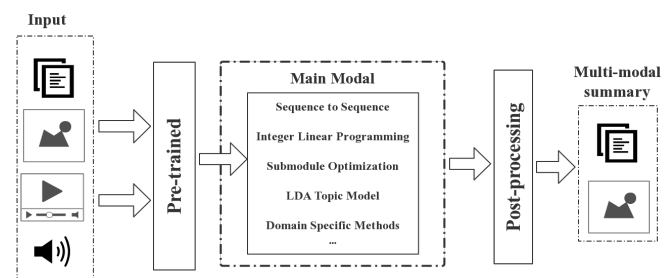 Input
Pre-trained
Main Modal
Sequence to Sequence
Integer Linear Programming
Submodule Optimization
LDA Topic Model
Domain Specific Methods
...
Post-processing
Multi-modal
summary